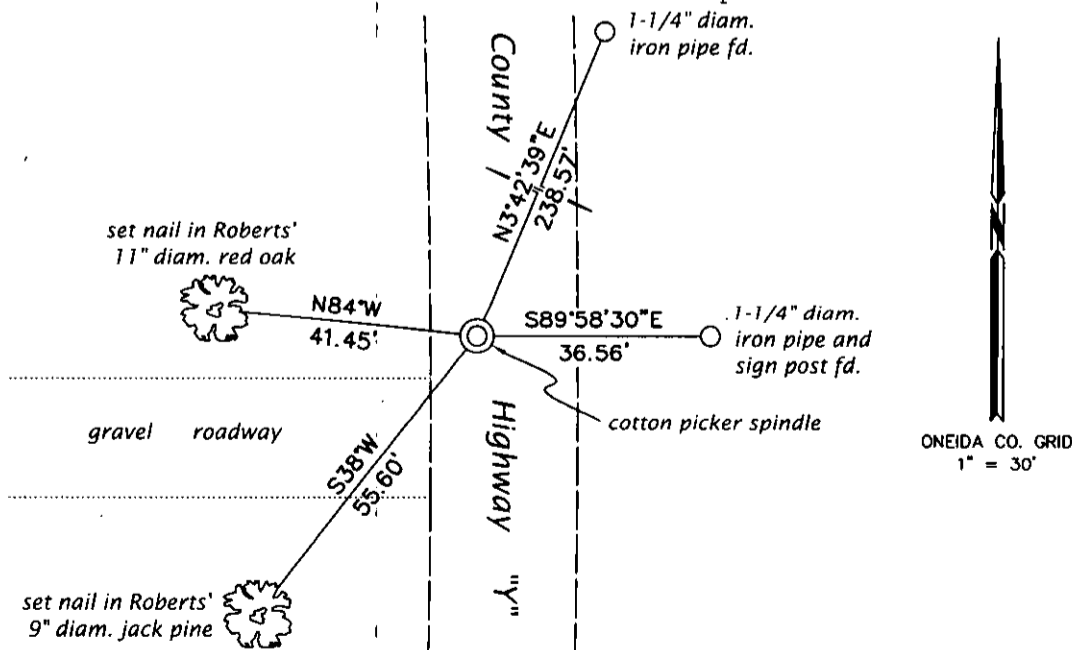 1-1/4" diam.
iron pipe fd.
County
N3°42'39"E
238.57'
set nail in Roberts'
11" diam. red oak
N84°W
41.45'
S89°58'30"E
36.56'
1-1/4" diam.
iron pipe and
sign post fd.
cotton picker spindle
gravel roadway
S38°W
55.60'
Highway "Y"
set nail in Roberts'
9" diam. jack pine
N
ONEIDA CO. GRID
1" = 30'